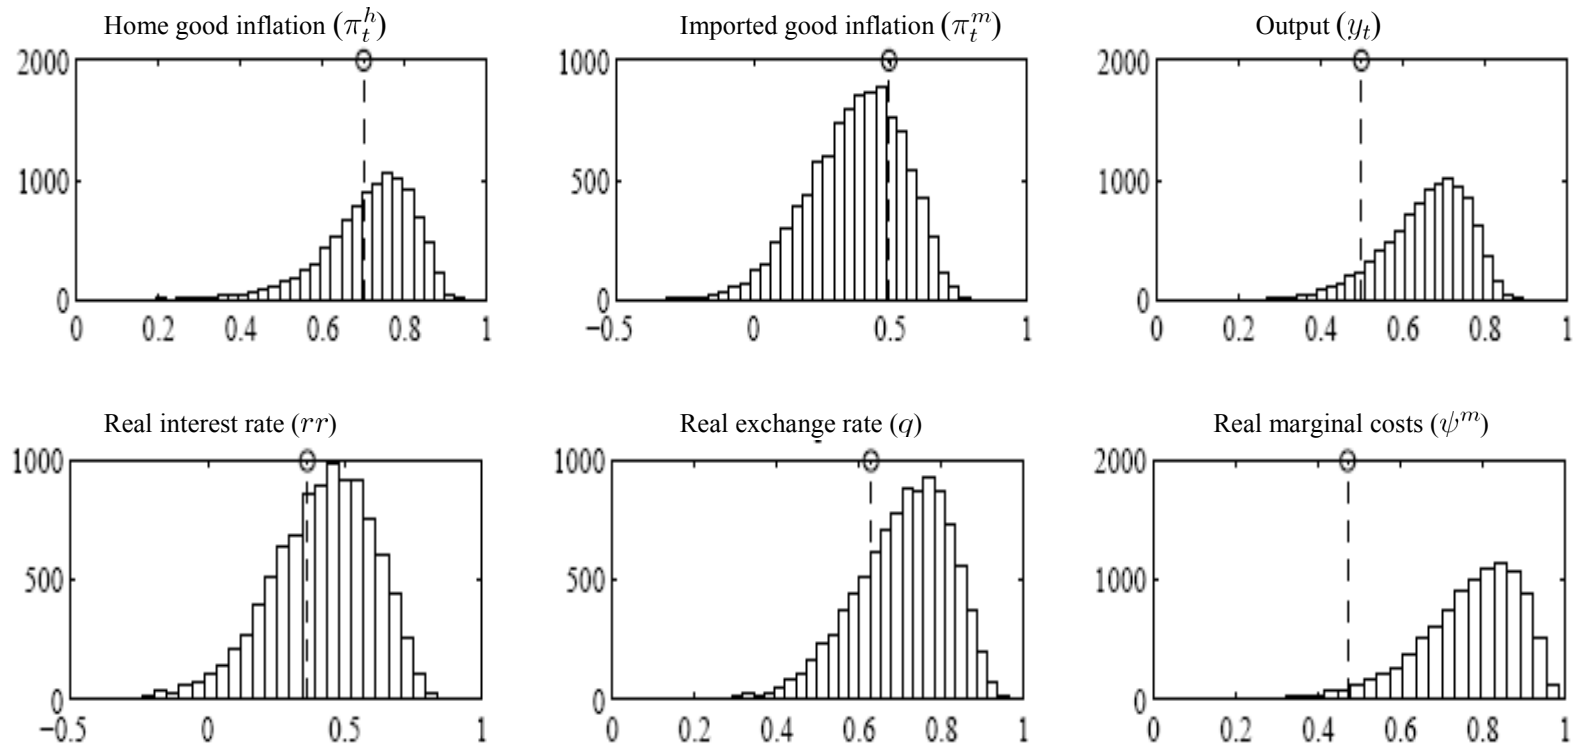 Home good inflation (π_t^h)
Imported good inflation (π_t^m)
Output (y_t)
2000
1000
0
0 0.2 0.4 0.6 0.8 1
1000
500
0
−0.5 0 0.5 1
2000
1000
0
0 0.2 0.4 0.6 0.8 1
Real interest rate (rr)
Real exchange rate (q)
Real marginal costs (ψ^m)
1000
500
0
−0.5 0 0.5 1
1000
500
0
0 0.2 0.4 0.6 0.8 1
2000
1000
0
0 0.2 0.4 0.6 0.8 1